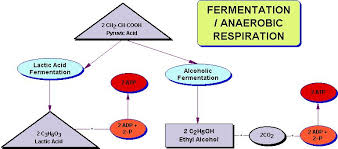 FERMENTATION
/ ANAEROBIC
RESPIRATION
2 CH3 CH COOH
Pyruvic Acid
Lactic Acid
Fermentation
Alcoholic
Fermentation
2 ATP
2 ATP
2 C3H6O3
Lactic Acid
2 ADP +
2-P
2 C2H5OH
Ethyl Alcohol
2CO2
2 ADP +
2-P